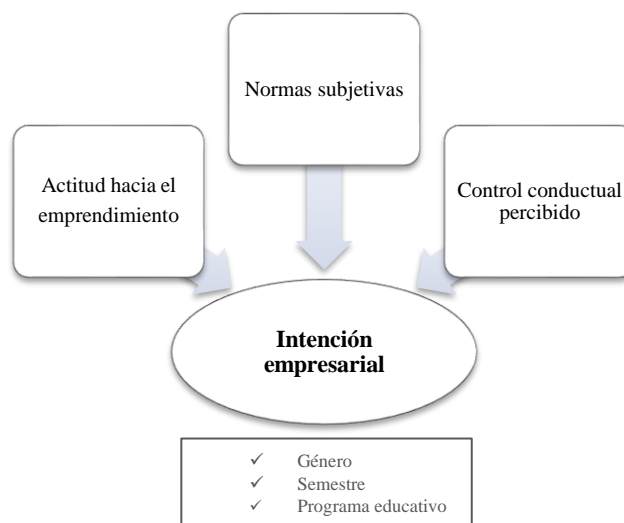 Normas subjetivas
Actitud hacia el
emprendimiento
Control conductual
percibido
Intención
empresarial
✓ Género
✓ Semestre
✓ Programa educativo